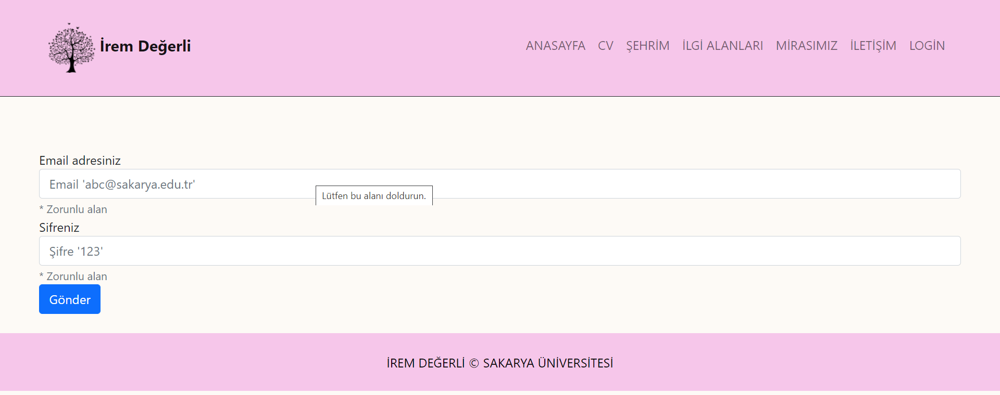 İrem Değerli
ANASAYFA CV ŞEHRİM İLGİ ALANLARI MİRASIMIZ İLETİŞİM LOGİN
Email adresiniz
Email 'abc@sakarya.edu.tr'
Lütfen bu alanı doldurun.
* Zorunlu alan
Sifreniz
Şifre '123'
* Zorunlu alan
Gönder
İREM DEĞERLİ © SAKARYA ÜNİVERSİTESİ